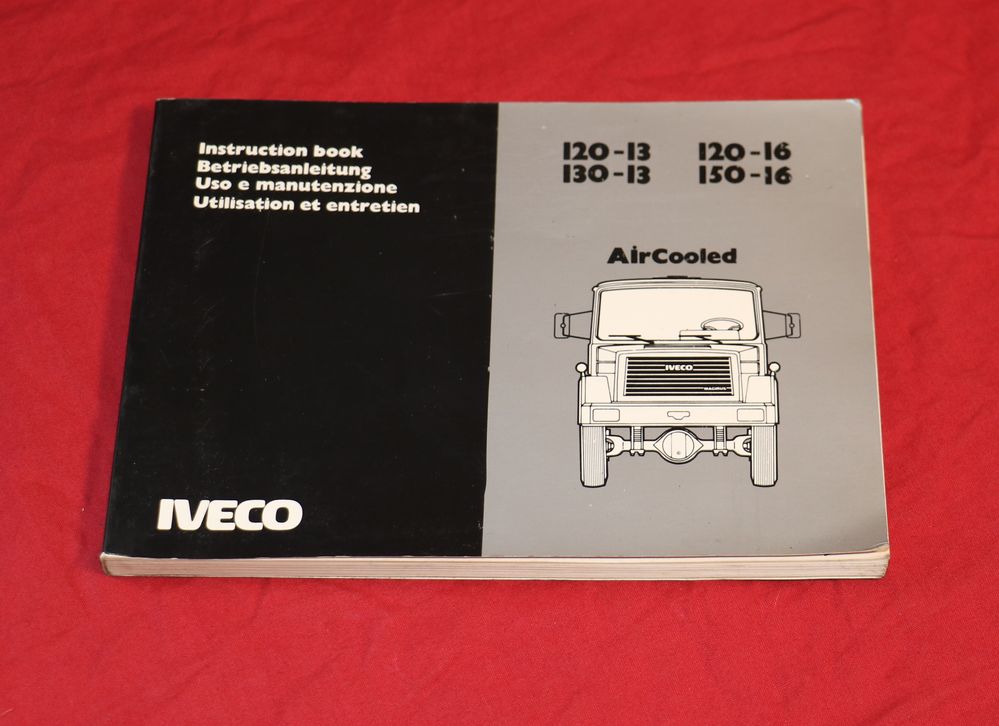 Instruction book
Betriebsanleitung
Uso e manutenzione
Utilisation et entretien
IVECO
120-13 120-16
130-13 150-16
AirCooled
IVECO
MAGIRUS